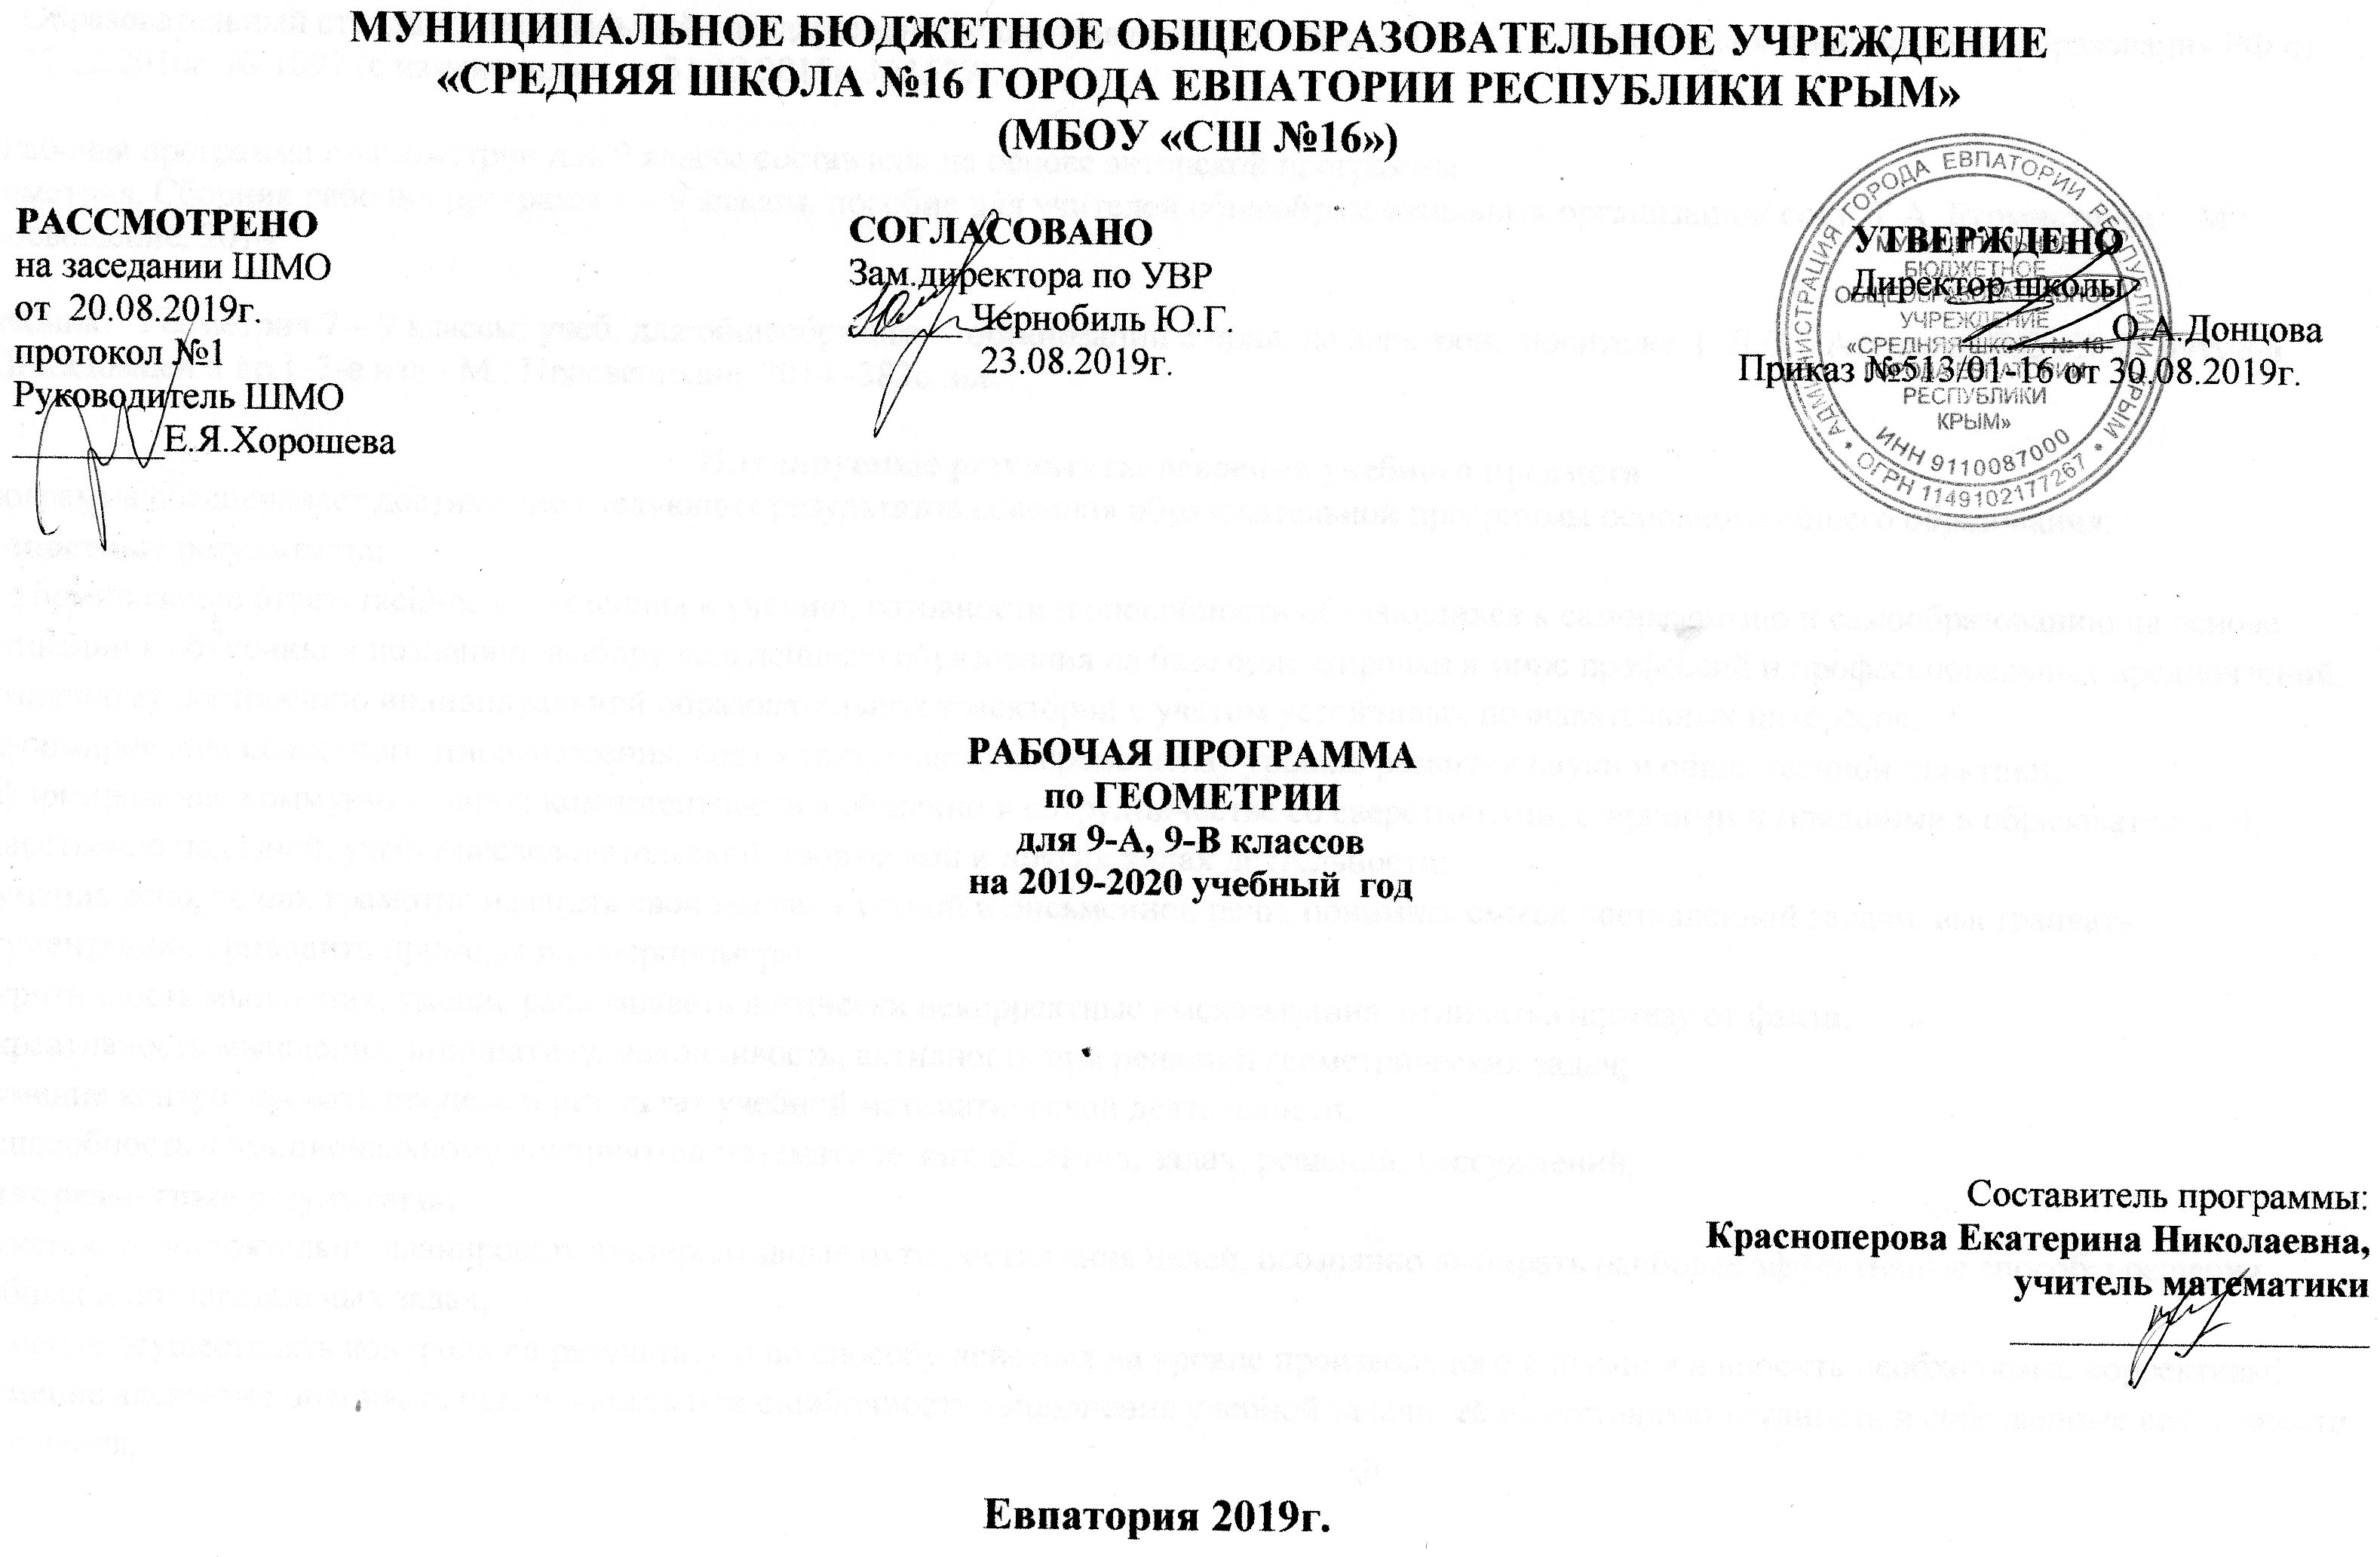 МУНИЦИПАЛЬНОЕ БЮДЖЕТНОЕ ОБЩЕОБРАЗОВАТЕЛЬНОЕ УЧРЕЖДЕНИЕ
«СРЕДНЯЯ ШКОЛА №16 ГОРОДА ЕВПАТОРИИ РЕСПУБЛИКИ КРЫМ»
(МБОУ «СШ №16»)
РАССМОТРЕНО
на заседании ШМО
от 20.08.2019г.
протокол №1
Руководитель ШМО
Е.Я.Хорошева
СОГЛАСОВАНО
Зам.директора по УВР
Чернобиль Ю.Г.
23.08.2019г.
УТВЕРЖДЕНО
Директор школы
О.А.Донцова
Приказ №513/01-16 от 30.08.2019г.
АДМИНИСТРАЦИЯ ГОРОДА ЕВПАТОРИИ РЕСПУБЛИКИ КРЫМ
ОГРН 1149102177267
МУНИЦИПАЛЬНОЕ
БЮДЖЕТНОЕ
ОБЩЕОБРАЗОВАТЕЛЬНОЕ
УЧРЕЖДЕНИЕ
«СРЕДНЯЯ ШКОЛА № 16
ГОРОДА ЕВПАТОРИИ
РЕСПУБЛИКИ
КРЫМ»
ИНН 9110087000
РАБОЧАЯ ПРОГРАММА
по ГЕОМЕТРИИ
для 9-А, 9-В классов
на 2019-2020 учебный год
Составитель программы:
Красноперова Екатерина Николаевна,
учитель математики
Евпатория 2019г.